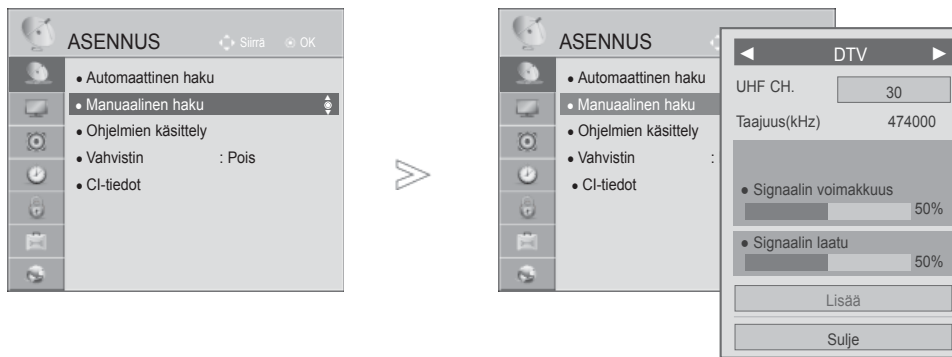 ASENNUS
Siirrä OK
• Automaattinen haku
• Manuaalinen haku
• Ohjelmien käsittely
• Vahvistin : Pois
• CI-tiedot
ASENNUS
• Automaattinen haku
• Manuaalinen haku
• Ohjelmien käsittely
• Vahvistin :
• CI-tiedot
◀ DTV ▶
UHF CH. 30
Taajuus(kHz) 474000
• Signaalin voimakkuus
50%
• Signaalin laatu
50%
Lisää
Sulje